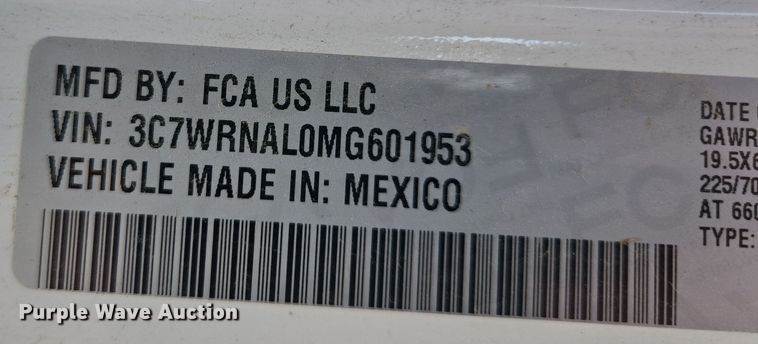 MFD BY: FCA US LLC
VIN: 3C7WRNAL0MG601953
VEHICLE MADE IN: MEXICO
DATE
GAWR
19.5X6
225/70
AT 660
TYPE:
Purple Wave Auction